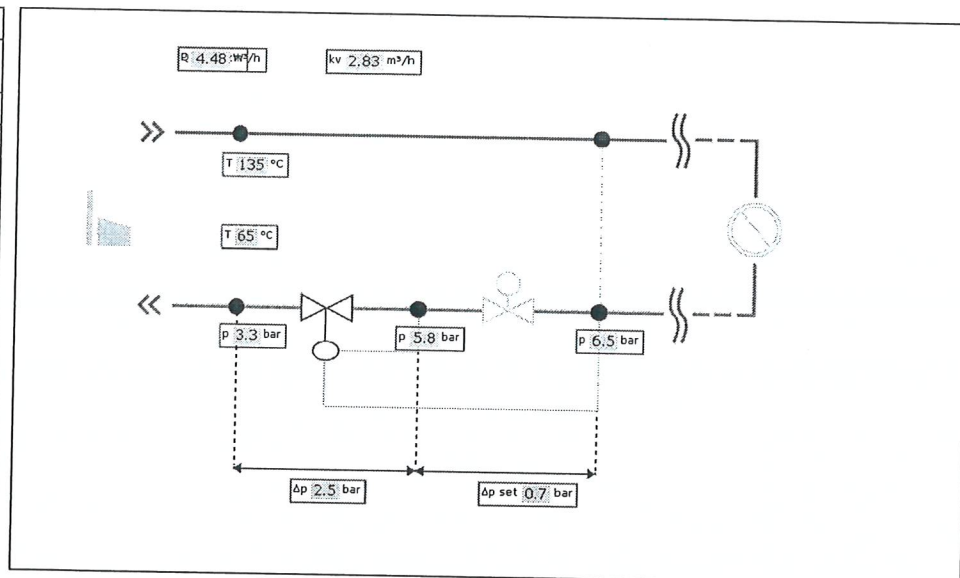 4.48
kv 2.83 m³/h
T 135 °C
T 65 °C
p 3.3 bar
p 5.8 bar
p 6.5 bar
Δp 2.5 bar
Δp set 0.7 bar